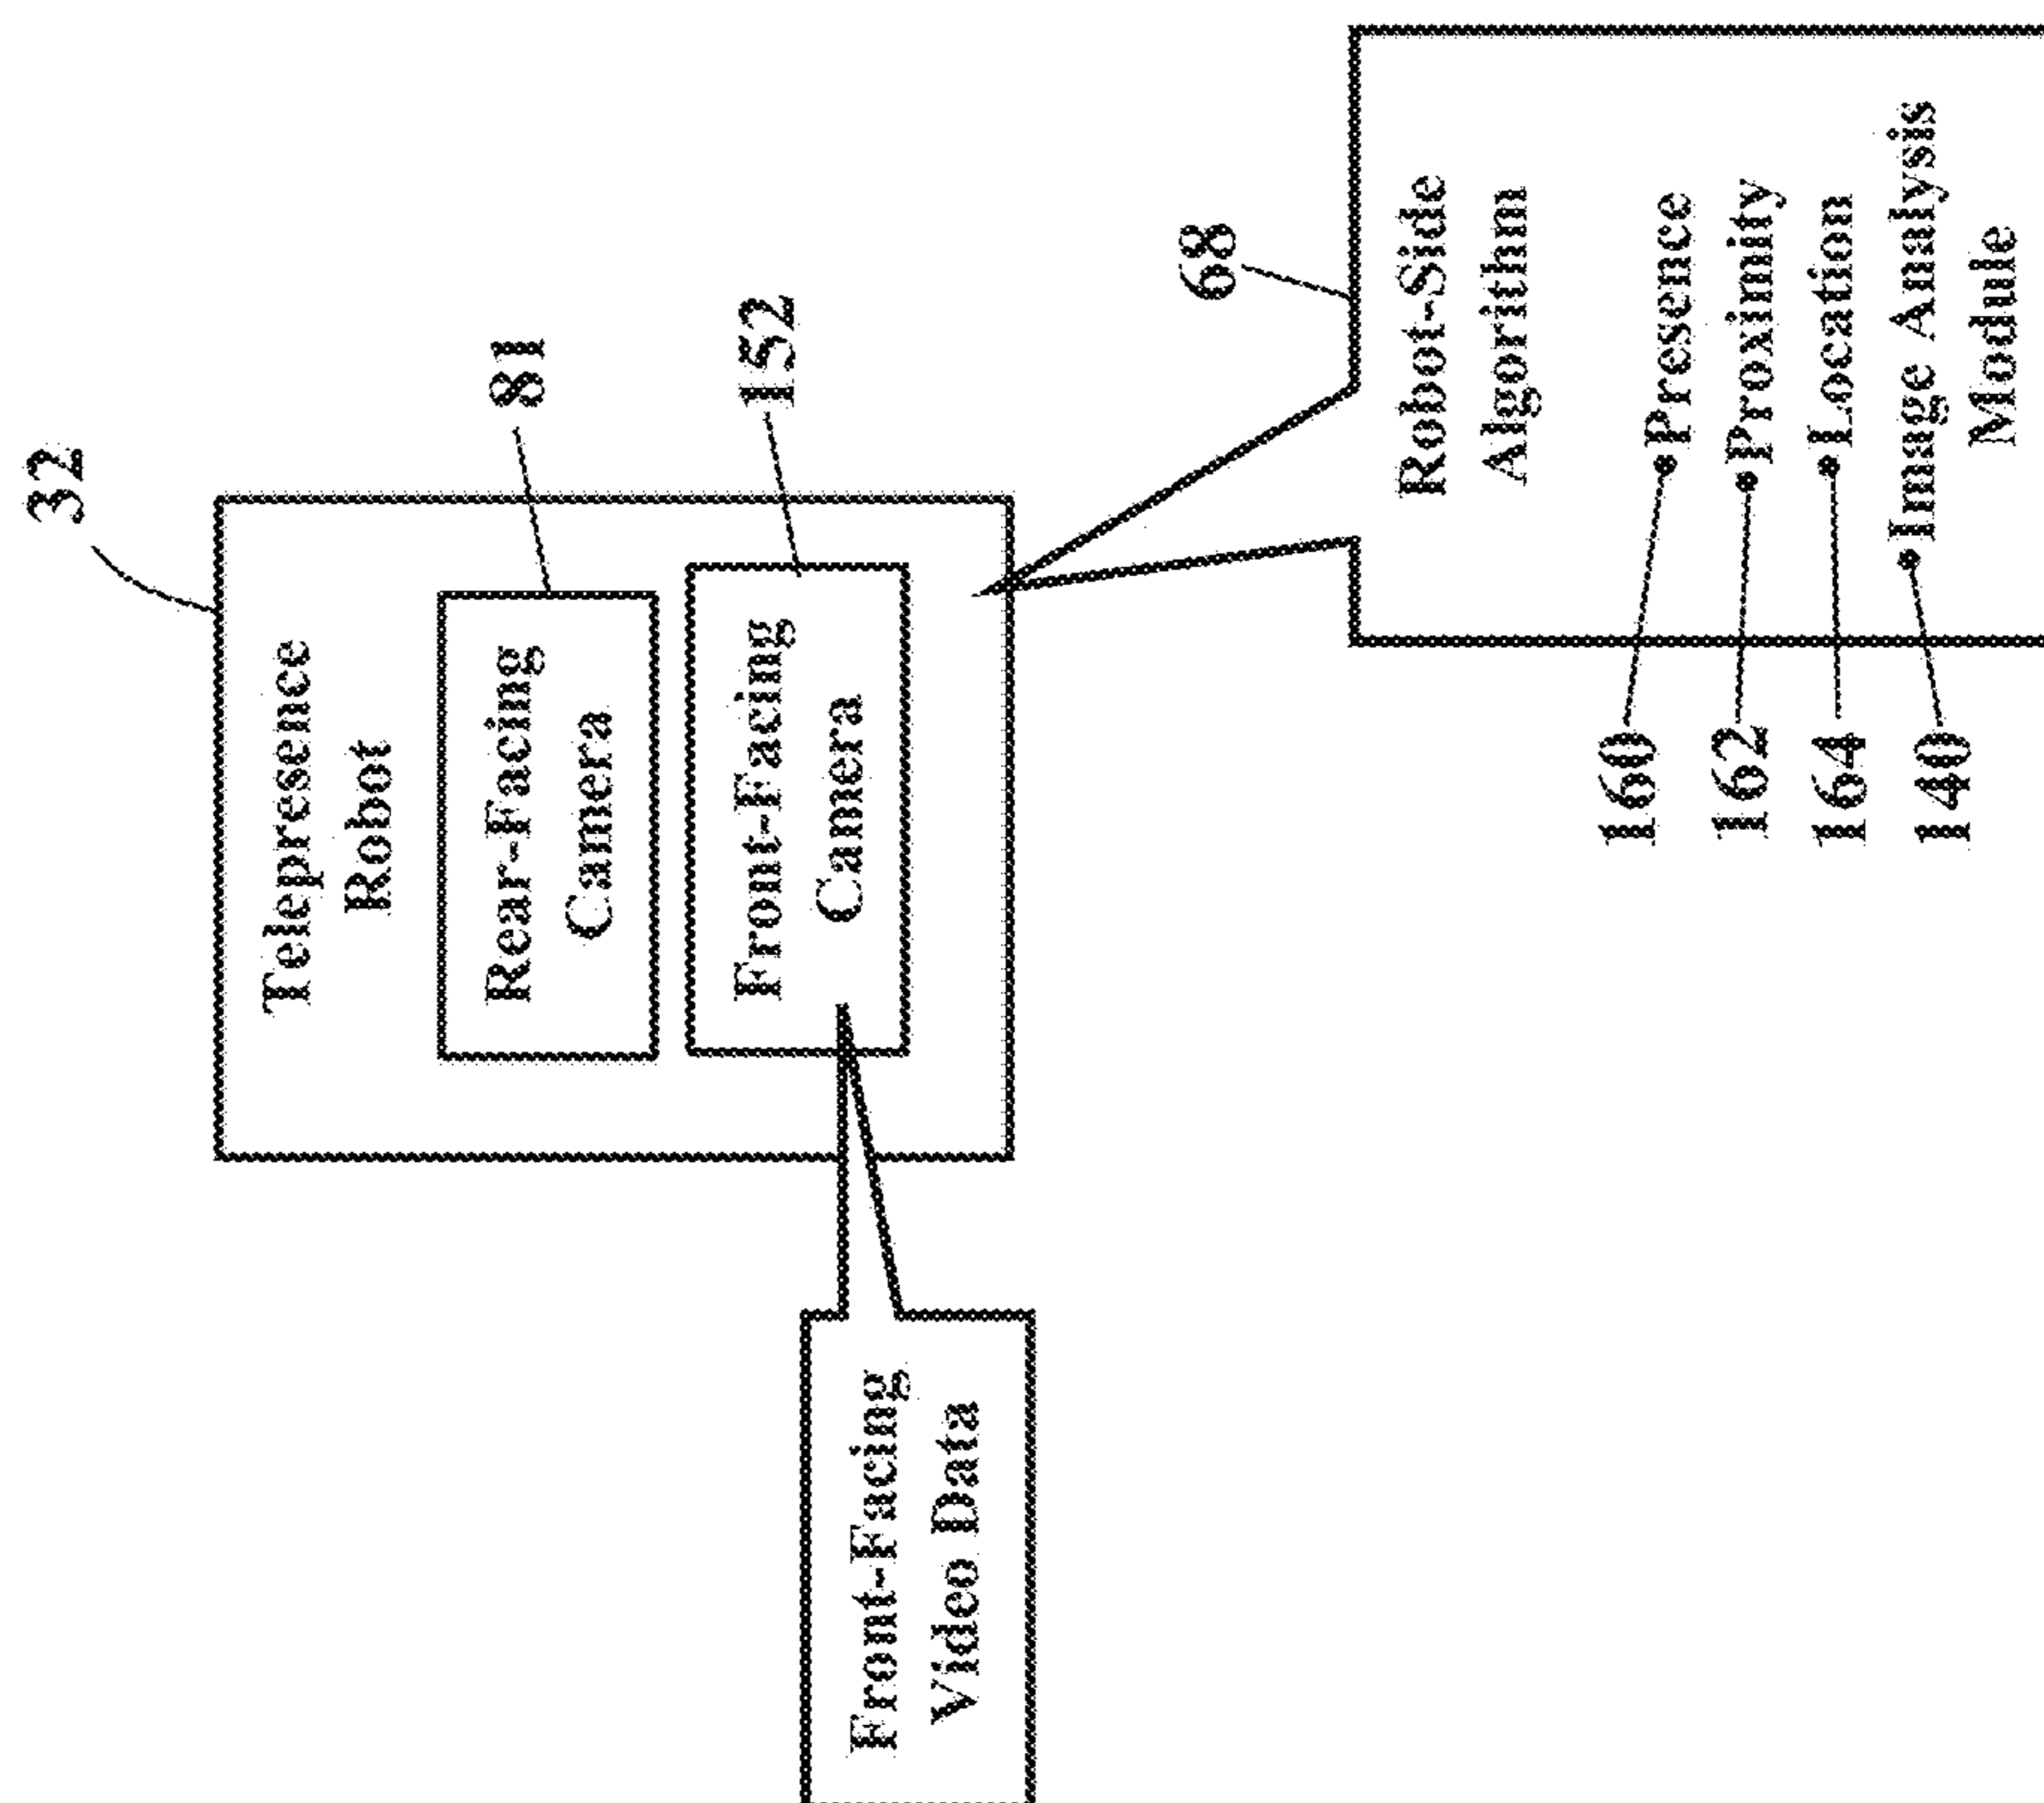 32
Telepresence
Robot
Rear-Facing
Camera
81
Front-Facing
Camera
152
Front-Facing
Video Data
68
Robot-Side
Algorithm
160
•Presence
162
•Proximity
164
•Location
140
•Image Analysis
Module